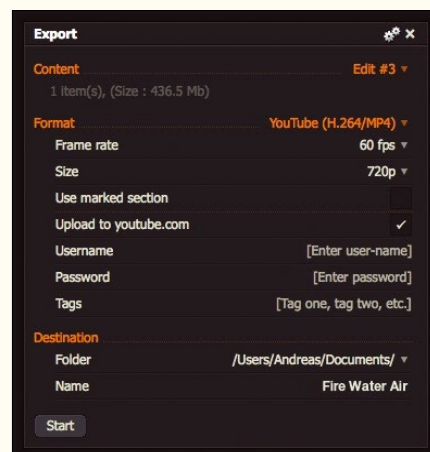 Export
Content Edit #3
1 item(s), (Size : 436.5 Mb)
Format YouTube (H.264/MP4)
Frame rate 60 fps
Size 720p
Use marked section
Upload to youtube.com
Username [Enter user-name]
Password [Enter password]
Tags [Tag one, tag two, etc.]
Destination
Folder /Users/Andreas/Documents/
Name Fire Water Air
Start